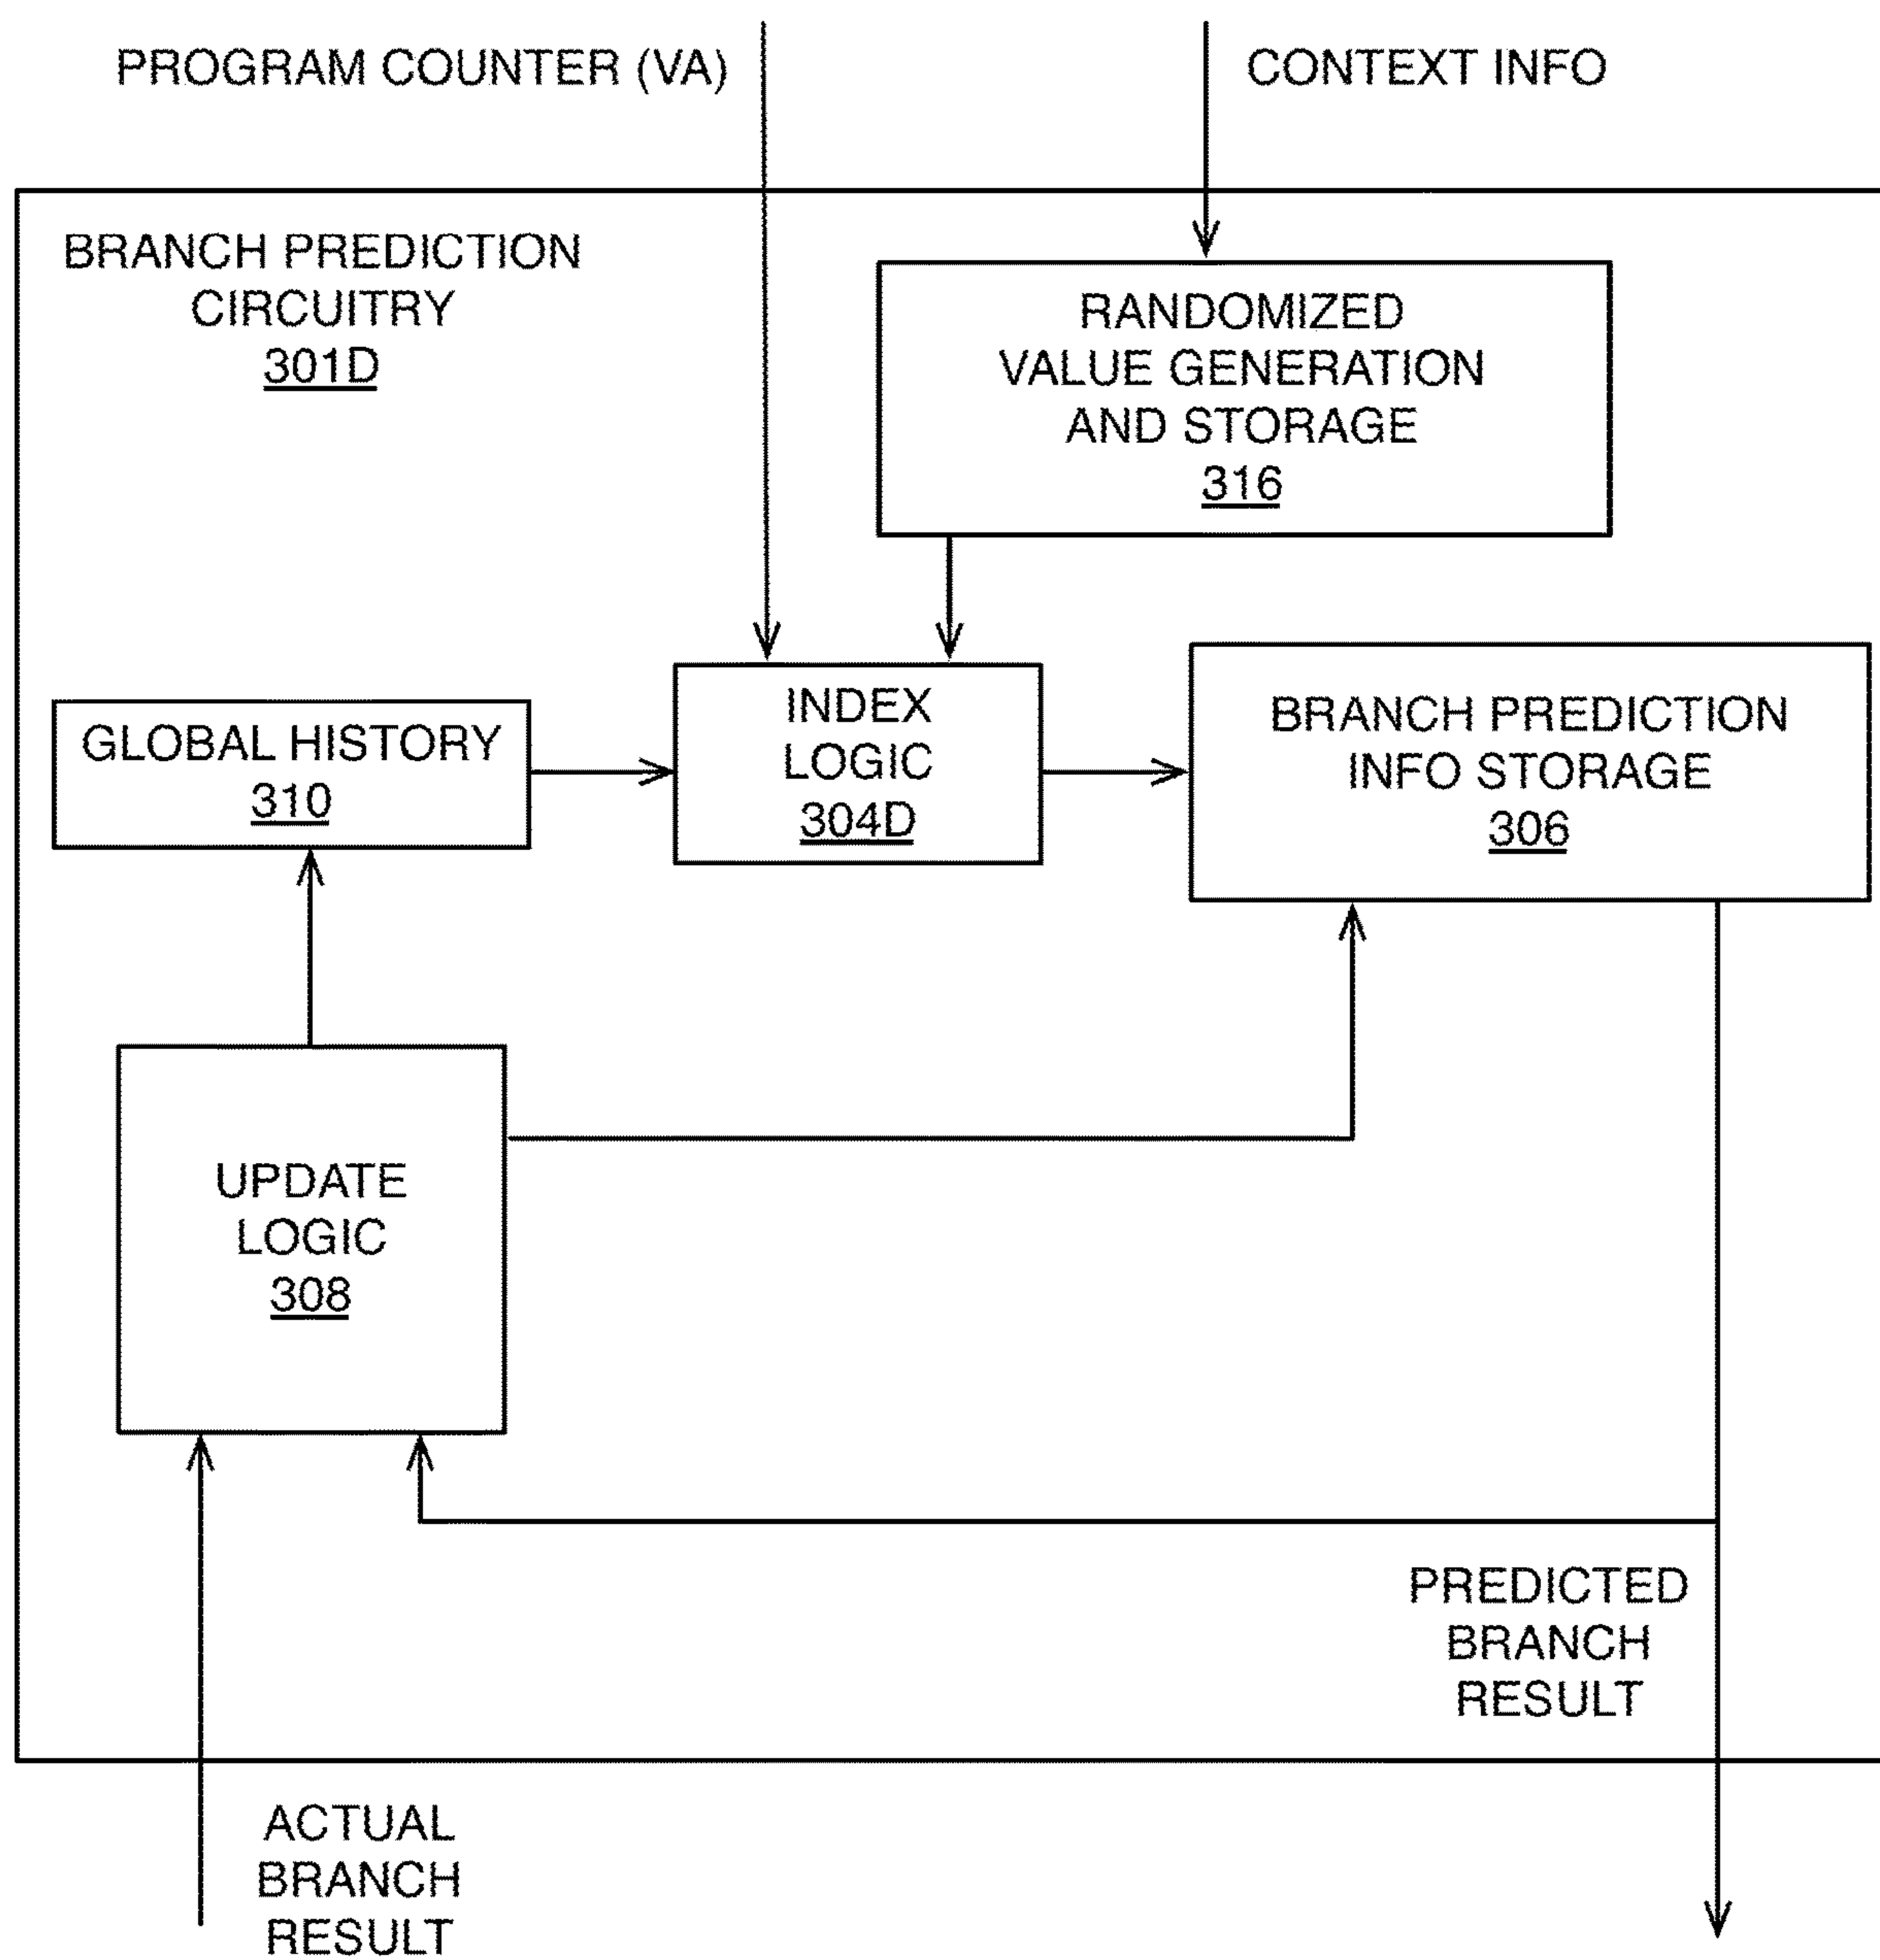 PROGRAM COUNTER (VA)
CONTEXT INFO
BRANCH PREDICTION
CIRCUITRY
301D
RANDOMIZED
VALUE GENERATION
AND STORAGE
316
GLOBAL HISTORY
310
INDEX
LOGIC
304D
BRANCH PREDICTION
INFO STORAGE
306
UPDATE
LOGIC
308
PREDICTED
BRANCH
RESULT
ACTUAL
BRANCH
RESULT